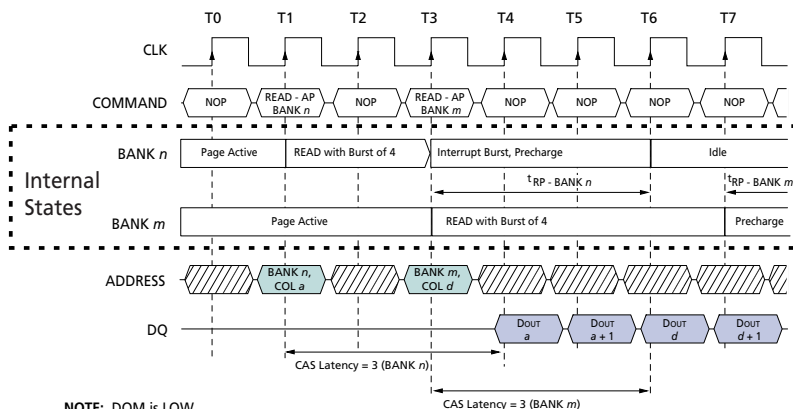 T0 T1 T2 T3 T4 T5 T6 T7
CLK
COMMAND NOP READ - AP BANK n NOP READ - AP BANK m NOP NOP NOP NOP
Internal States
BANK n Page Active READ with Burst of 4 Interrupt Burst, Precharge Idle
tRP - BANK n tRP - BANK m
BANK m Page Active READ with Burst of 4 Precharge
ADDRESS BANK n, COL a BANK m, COL d
DQ DOUT a DOUT a + 1 DOUT d DOUT d + 1
CAS Latency = 3 (BANK n)
CAS Latency = 3 (BANK m)
NOTE: DQM is LOW